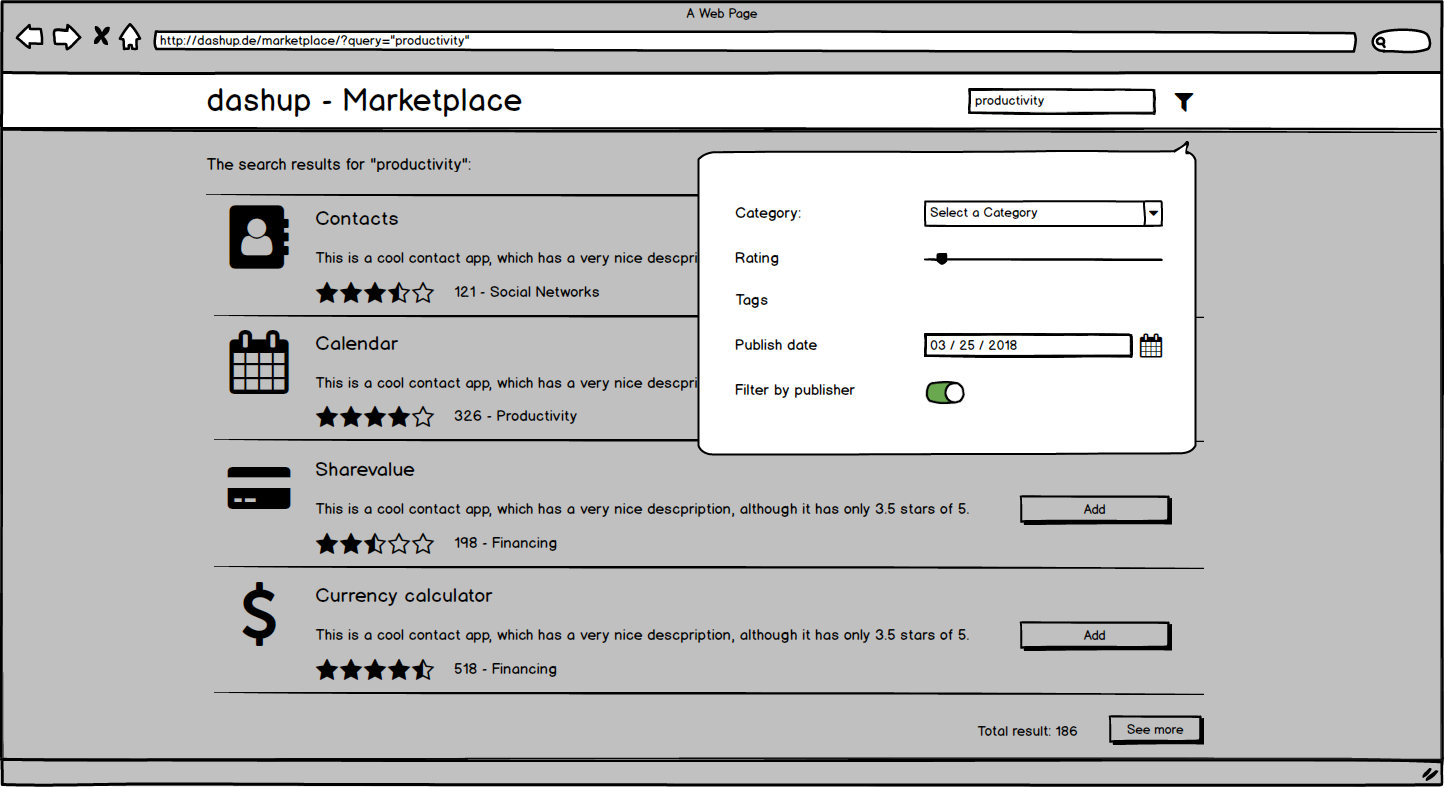 A Web Page
http://dashup.de/marketplace/?query="productivity"
dashup - Marketplace
productivity
The search results for "productivity":
Contacts
This is a cool contact app, which has a very nice descpri
121 - Social Networks
Calendar
This is a cool contact app, which has a very nice descpri
326 - Productivity
Category:
Select a Category
Rating
Tags
Publish date
03 / 25 / 2018
Filter by publisher
Sharevalue
This is a cool contact app, which has a very nice descpription, although it has only 3.5 stars of 5.
Add
198 - Financing
Currency calculator
This is a cool contact app, which has a very nice descpription, although it has only 3.5 stars of 5.
Add
518 - Financing
Total result: 186
See more